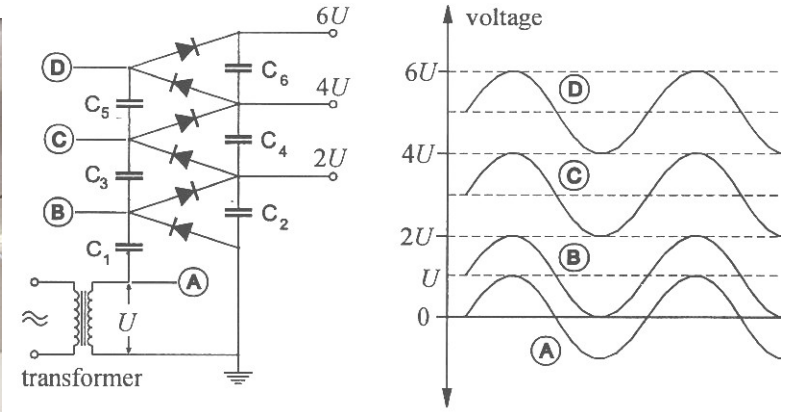 6U
D
C₆
C₅
4U
C
C₄
C₃
2U
B
C₂
C₁
A
≈
U
transformer
voltage
6U
D
4U
C
2U
B
U
0
A